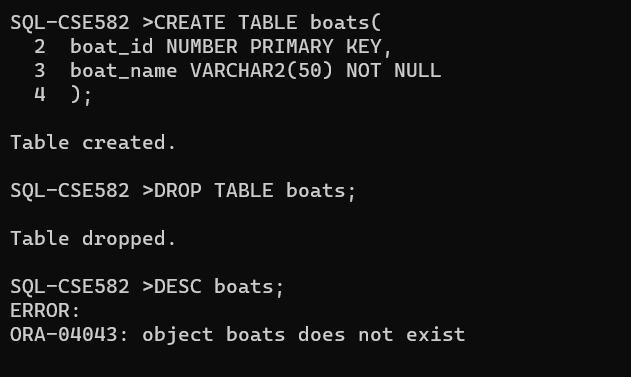 SQL-CSE582 >CREATE TABLE boats(
  2  boat_id NUMBER PRIMARY KEY,
  3  boat_name VARCHAR2(50) NOT NULL
  4  );
Table created.
SQL-CSE582 >DROP TABLE boats;
Table dropped.
SQL-CSE582 >DESC boats;
ERROR:
ORA-04043: object boats does not exist